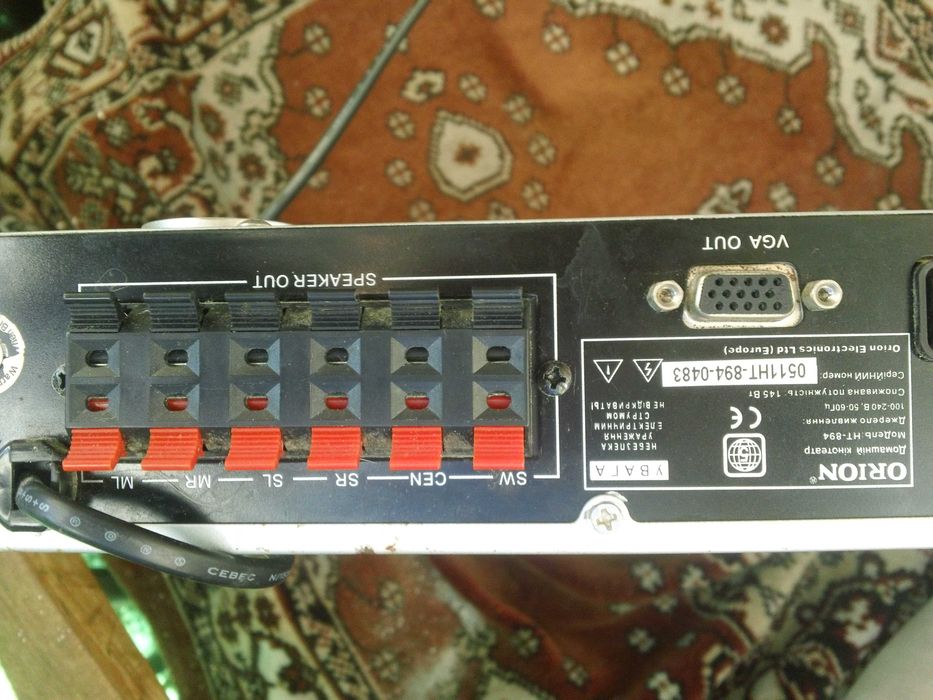 SW
CEN
SR
SL
MR
ML
SPEAKER OUT
ORION®
Домашній кінотеатр
Модель: HT-894
Джерело живлення:
100-240 В, 50-60Гц
Споживана потужність: 145 Вт
Серійний номер:
0511HT-894-0483
Orion Electronics Ltd (Europe)
CE
УВАГА
НЕБЕЗПЕКА
УРАЖЕННЯ
ЕЛЕКТРИЧНИМ
СТРУМОМ
НЕ ВІДКРИВАТИ
VGA OUT
CEBEC